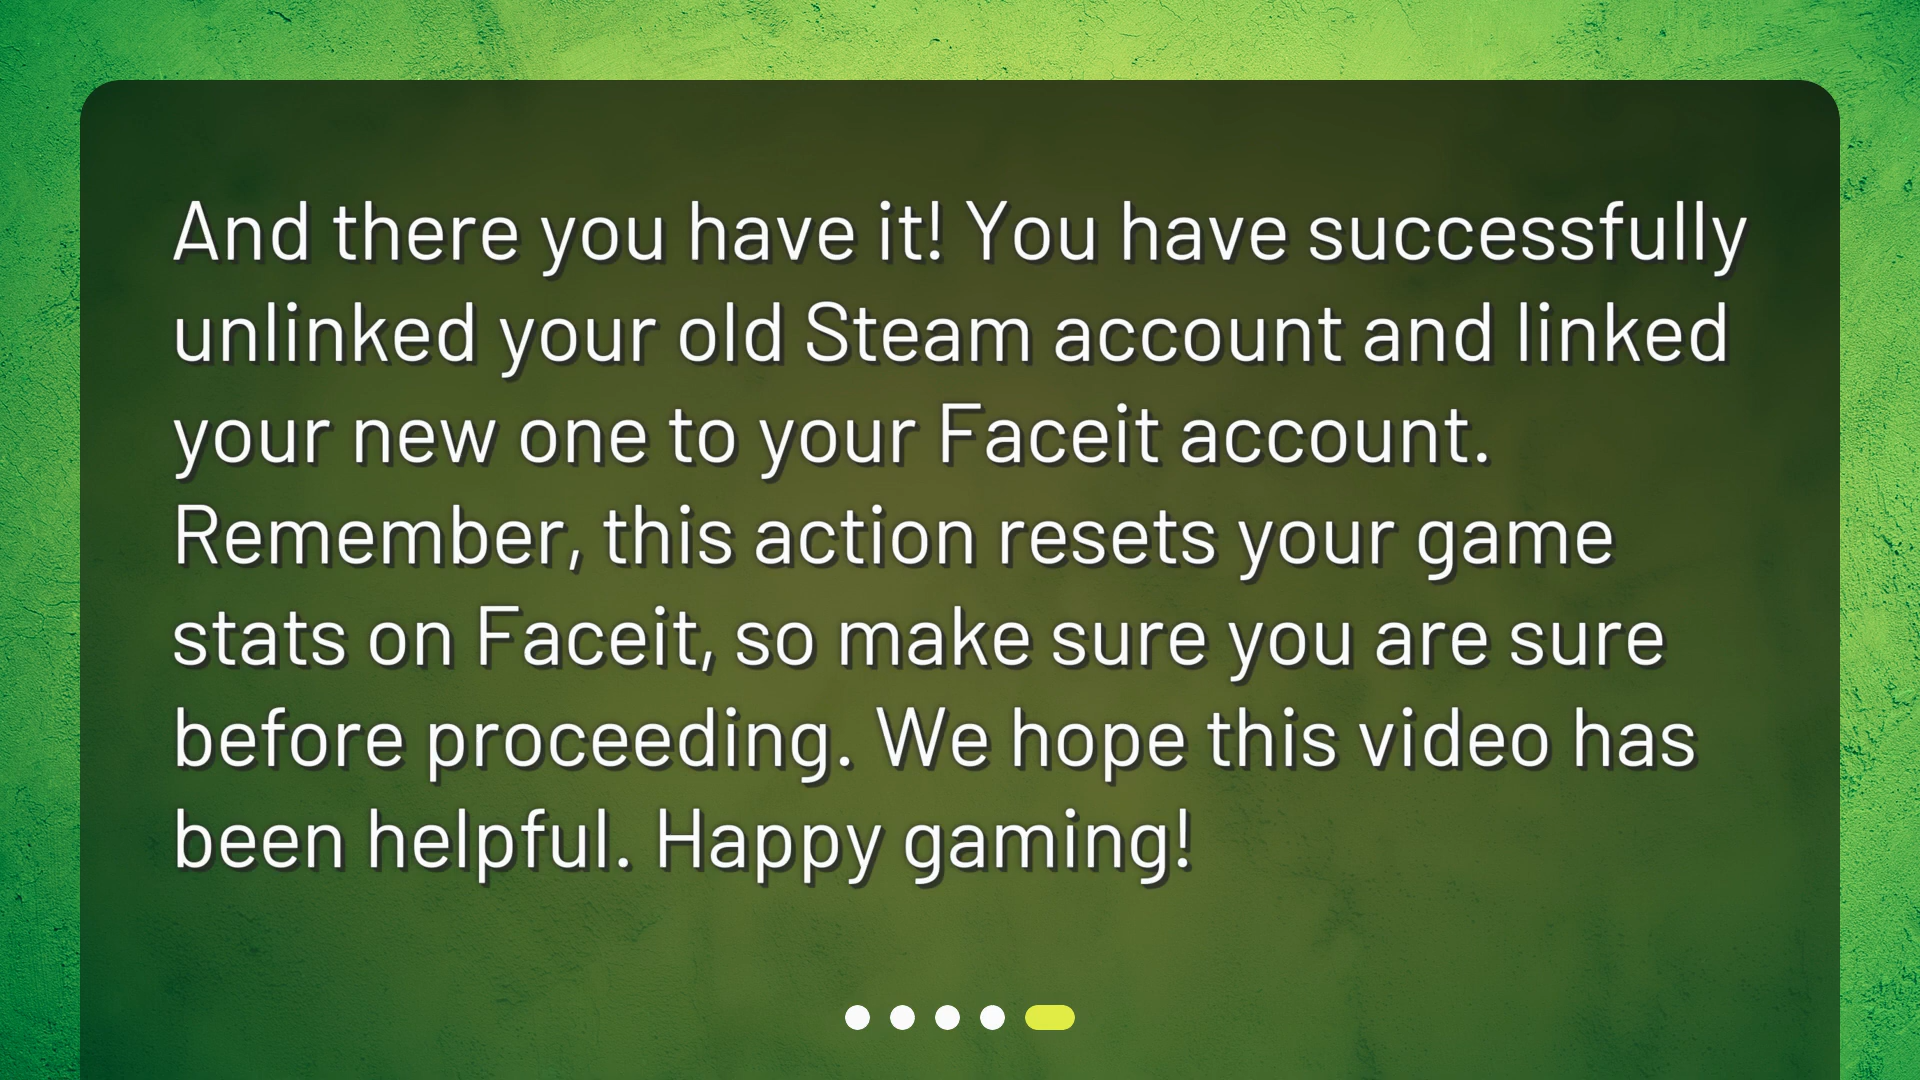 And there you have it! You have successfully
unlinked your old Steam account and linked
your new one to your Faceit account.
Remember, this action resets your game
stats on Faceit, so make sure you are sure
before proceeding. We hope this video has
been helpful. Happy gaming!